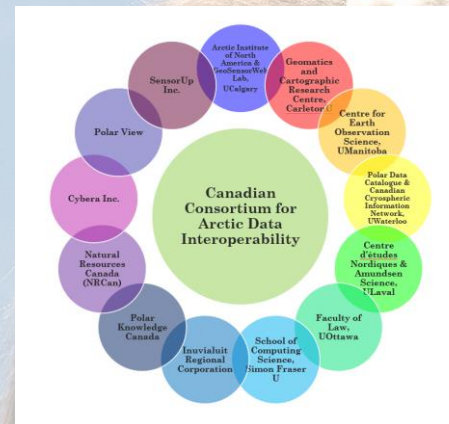 Arctic Institute of
North America &
GeoSensorWeb
Lab,
UCalgary
Geomatics
and
Cartographic
Research
Centre,
Carleton U
Centre for
Earth
Observation
Science,
UManitoba
Polar Data
Catalogue &
Canadian
Cryospheric
Information
Network,
UWaterloo
Centre
d'études
Nordiques &
Amundsen
Science,
ULaval
Faculty of
Law,
UOttawa
School of
Computing
Science,
Simon Fraser
U
Inuvialuit
Regional
Corporation
Polar
Knowledge
Canada
Natural
Resources
Canada
(NRCan)
Cybera Inc.
Polar View
SensorUp
Inc.
Canadian
Consortium for
Arctic Data
Interoperability